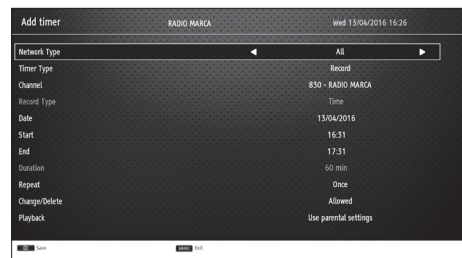 Add timer RADIO MARCA Wed 13/04/2016 16:26
Network Type All
Timer Type Record
Channel 830 - RADIO MARCA
Record Type Time
Date 13/04/2016
Start 16:31
End 17:31
Duration 60 min
Repeat Once
Change/Delete Allowed
Playback Use parental settings
Save MENU Exit